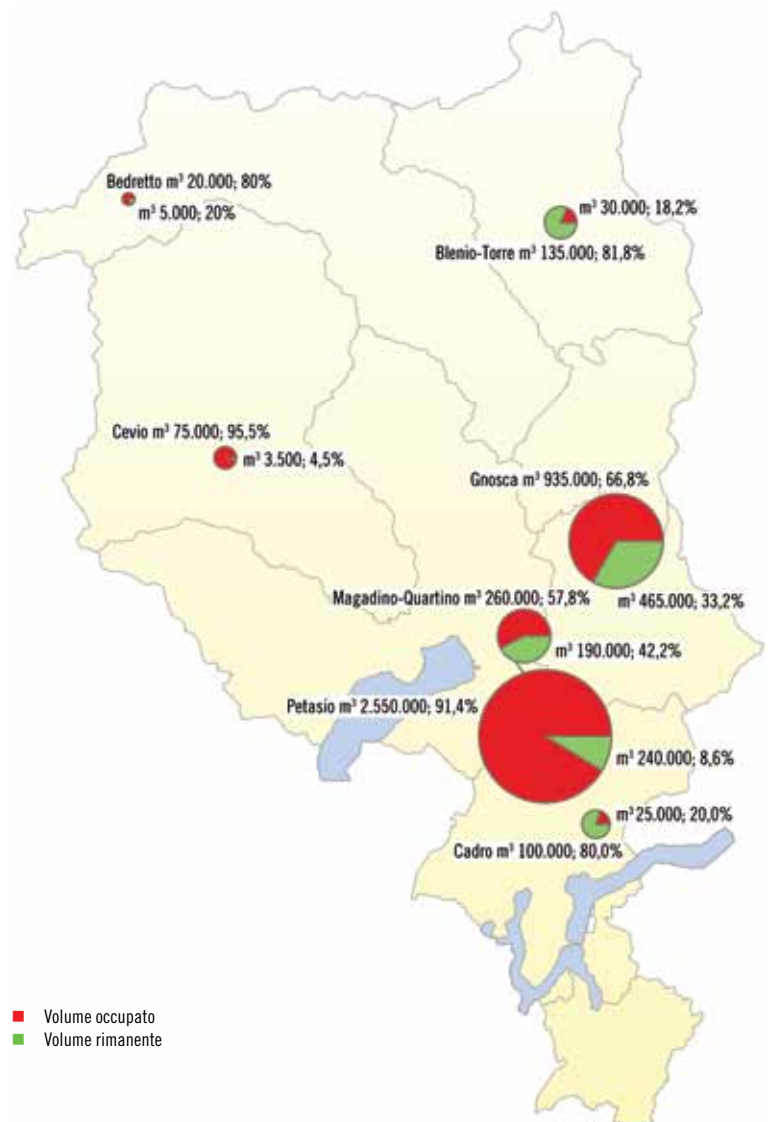 Bedretto m³ 20.000; 80%
m³ 5.000; 20%
m³ 30.000; 18,2%
Blenio-Torre m³ 135.000; 81,8%
Cevio m³ 75.000; 95,5%
m³ 3.500; 4,5%
Gnosca m³ 935.000; 66,8%
m³ 465.000; 33,2%
Magadino-Quartino m³ 260.000; 57,8%
m³ 190.000; 42,2%
Petasio m³ 2.550.000; 91,4%
m³ 240.000; 8,6%
m³ 25.000; 20,0%
Cadro m³ 100.000; 80,0%
Volume occupato
Volume rimanente